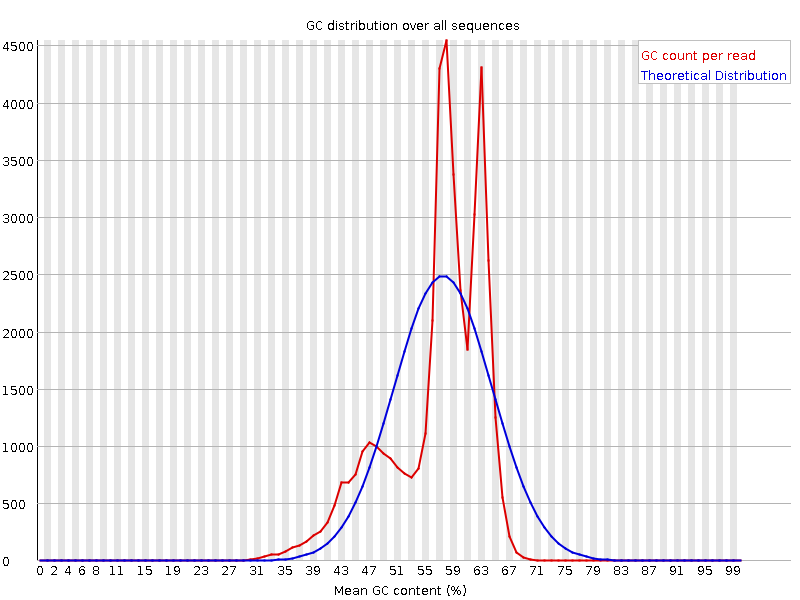 GC distribution over all sequences
GC count per read
Theoretical Distribution
4500
4000
3500
3000
2500
2000
1500
1000
500
0
0 2 4 6 8 11 15 19 23 27 31 35 39 43 47 51 55 59 63 67 71 75 79 83 87 91 95 99
Mean GC content (%)